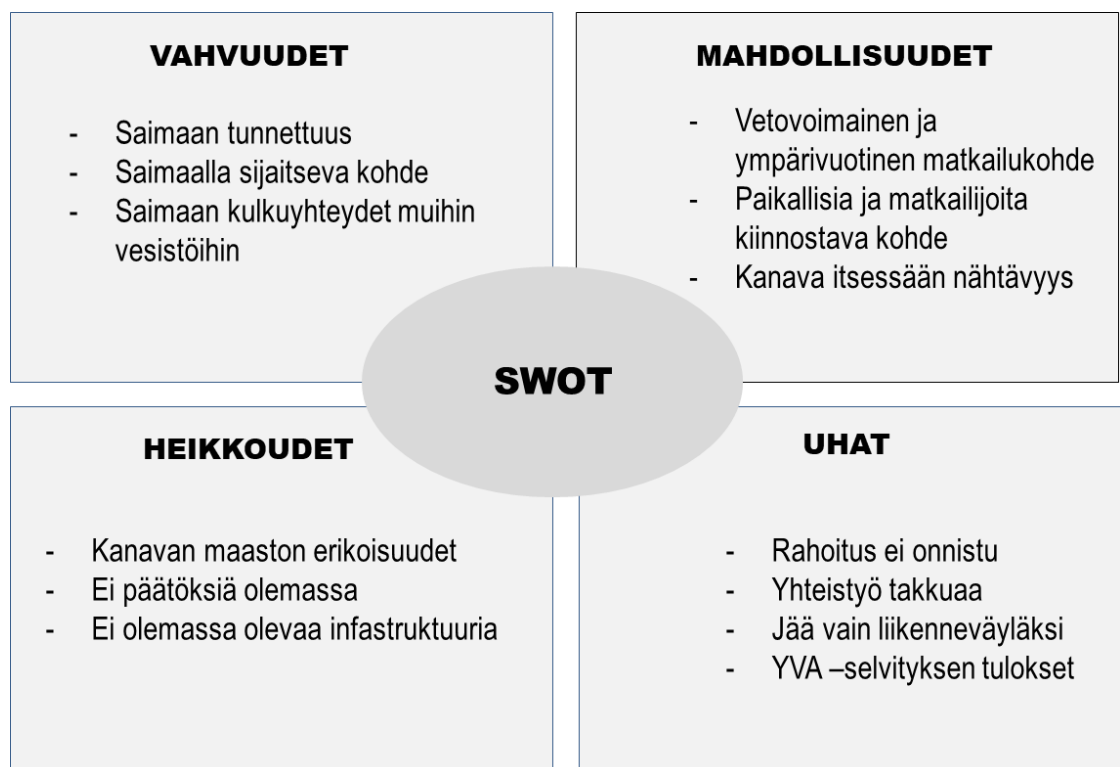 VAHVUUDET
- Saimaan tunnettuus
- Saimaalla sijaitseva kohde
- Saimaan kulkuyhteydet muihin
vesistöihin
MAHDOLLISUUDET
- Vetovoimainen ja
ympärivuotinen matkailukohde
- Paikallisia ja matkailijoita
kiinnostava kohde
- Kanava itsessään nähtävyys
SWOT
HEIKKOUDET
- Kanavan maaston erikoisuudet
- Ei päätöksiä olemassa
- Ei olemassa olevaa infastruktuuria
UHAT
- Rahoitus ei onnistu
- Yhteistyö takkuaa
- Jää vain liikenneväyläksi
- YVA –selvityksen tulokset